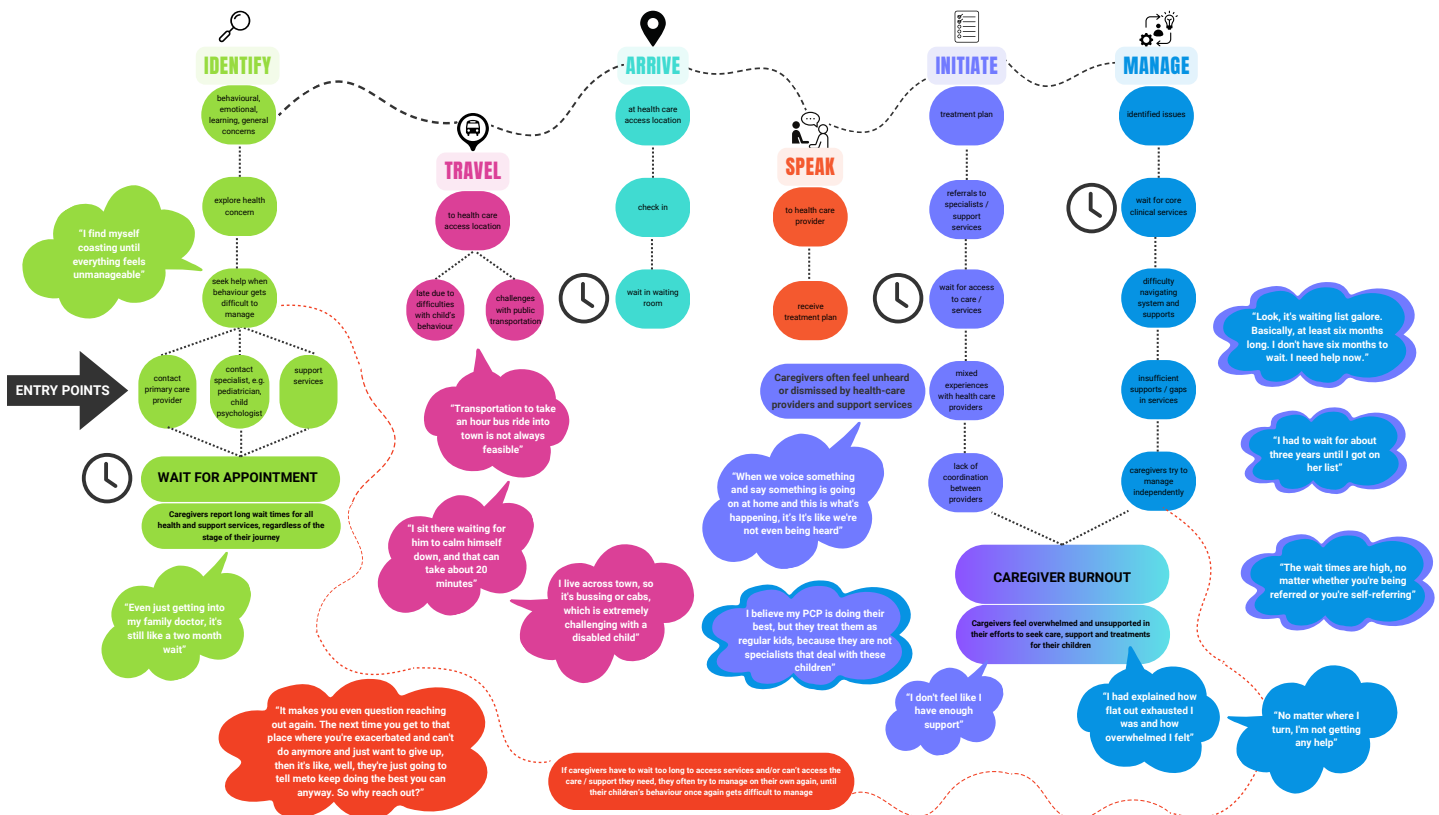 IDENTIFY
behavioural,
emotional,
learning, general
concerns
explore health
concern
"I find myself
coasting until
everything feels
unmanageable"
seek help when
behaviour gets
difficult to
manage
ENTRY POINTS
contact
primary care
provider
contact
specialist, e.g.
pediatrician,
child
psychologist
support
services
WAIT FOR APPOINTMENT
Caregivers report long wait times for all
health and support services, regardless of the
stage of their journey
"Even just getting into
my family doctor, it's
still like a two month
wait"
TRAVEL
to health care
access location
late due to
difficulties
with child's
behaviour
challenges
with public
transportation
"Transportation to take
an hour bus ride into
town is not always
feasible"
"I sit there waiting for
him to calm himself
down, and that can
take about 20
minutes"
I live across town, so
it's bussing or cabs,
which is extremely
challenging with a
disabled child"
ARRIVE
at health care
access location
check in
wait in waiting
room
SPEAK
to health care
provider
receive
treatment plan
Caregivers often feel unheard
or dismissed by health-care
providers and support services
"When we voice something
and say something is going
on at home and this is what's
happening, it's It's like we're
not even being heard"
I believe my PCP is doing their
best, but they treat them as
regular kids, because they are not
specialists that deal with these
children"
INITIATE
treatment plan
referrals to
specialists /
support
services
wait for access
to care /
services
mixed
experiences
with health care
providers
lack of
coordination
between
providers
MANAGE
identified issues
wait for core
clinical services
difficulty
navigating
system and
supports
insufficient
supports / gaps
in services
caregivers try to
manage
independently
CAREGIVER BURNOUT
Cargeivers feel overwhelmed and unsupported in
their efforts to seek care, support and treatments
for their children
"I don't feel like I
have enough
support"
"I had explained how
flat out exhausted I
was and how
overwhelmed I felt"
"No matter where I
turn, I'm not getting
any help"
"Look, it's waiting list galore.
Basically, at least six months
long. I don't have six months to
wait. I need help now."
"I had to wait for about
three years until I got on
her list"
"The wait times are high, no
matter whether you're being
referred or you're self-referring"
"It makes you even question reaching
out again. The next time you get to that
place where you're exacerbated and can't
do anymore and just want to give up,
then it's like, well, they're just going to
tell meto keep doing the best you can
anyway. So why reach out?"
If caregivers have to wait too long to access services and/or can't access the
care / support they need, they often try to manage on their own again, until
their children's behaviour once again gets difficult to manage